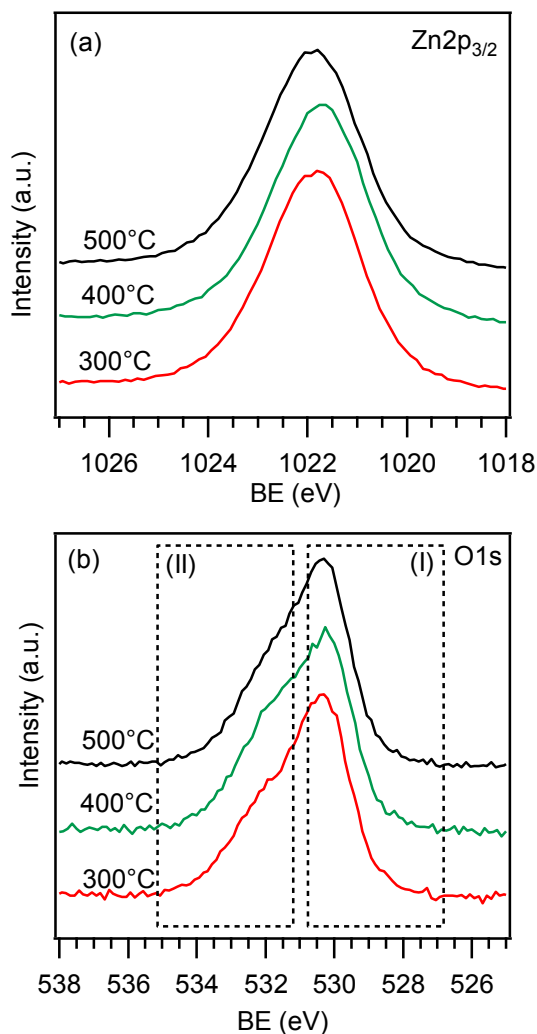 (a) Zn2p3/2
Intensity (a.u.)
500°C
400°C
300°C
1026 1024 1022 1020 1018
BE (eV)
(b) (II) (I) O1s
Intensity (a.u.)
500°C
400°C
300°C
538 536 534 532 530 528 526
BE (eV)